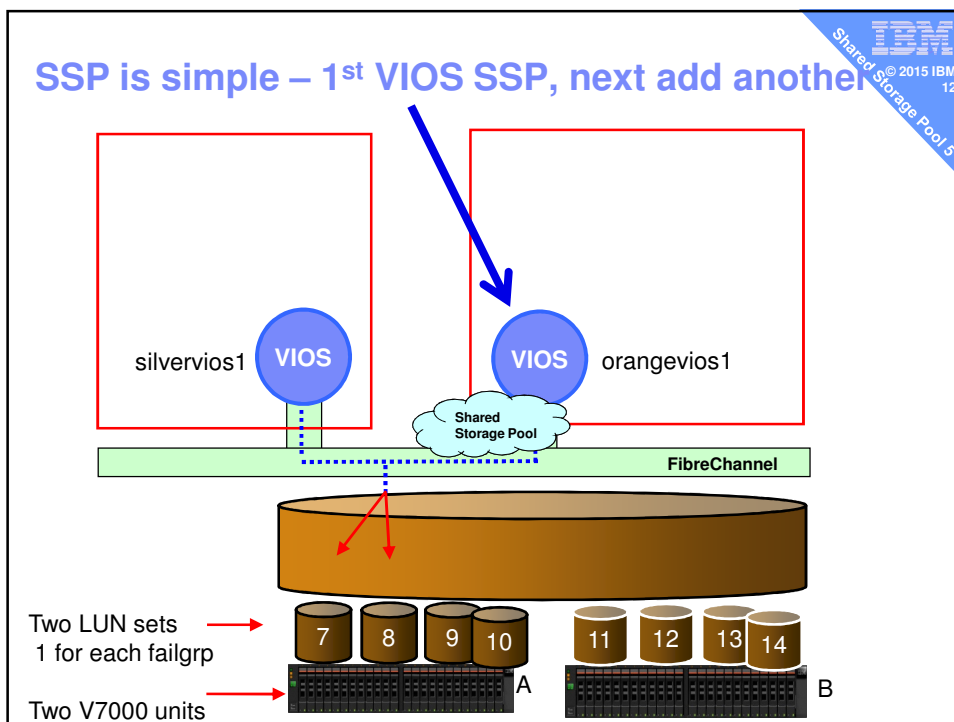 SSP is simple – 1st VIOS SSP, next add another
IBM
© 2015 IBM
12
Shared Storage Pool 5
silvervios1
VIOS
VIOS
orangevios1
Shared
Storage Pool
FibreChannel
Two LUN sets
1 for each failgrp
7
8
9
10
11
12
13
14
A
B
Two V7000 units